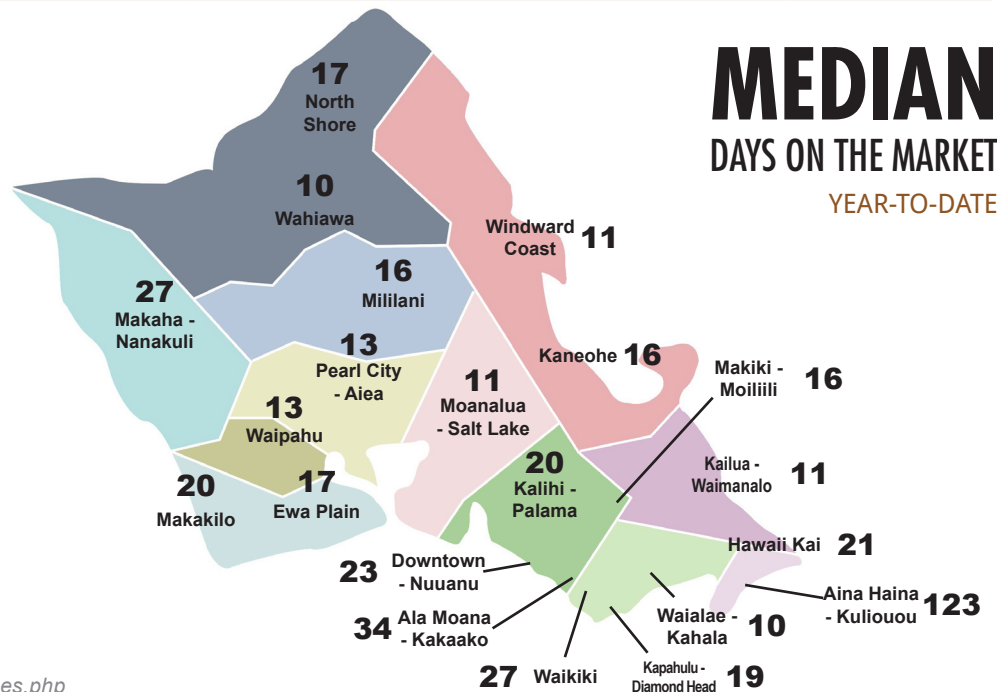 MEDIAN
DAYS ON THE MARKET
YEAR-TO-DATE
17
North
Shore
10
Wahiawa
Windward
Coast
11
16
Mililani
27
Makaha -
Nanakuli
13
Pearl City
- Aiea
Kaneohe 16
11
Moanalua
- Salt Lake
Makiki -
Moiliili
16
13
Waipahu
20
Kalihi -
Palama
Kailua -
Waimanalo
11
20
Makakilo
17
Ewa Plain
Hawaii Kai 21
23
Downtown
- Nuuanu
Aina Haina
- Kuliouou
123
34
Ala Moana
- Kakaako
Waialae -
Kahala
10
27 Waikiki
Kapahulu -
Diamond Head
19
es.php